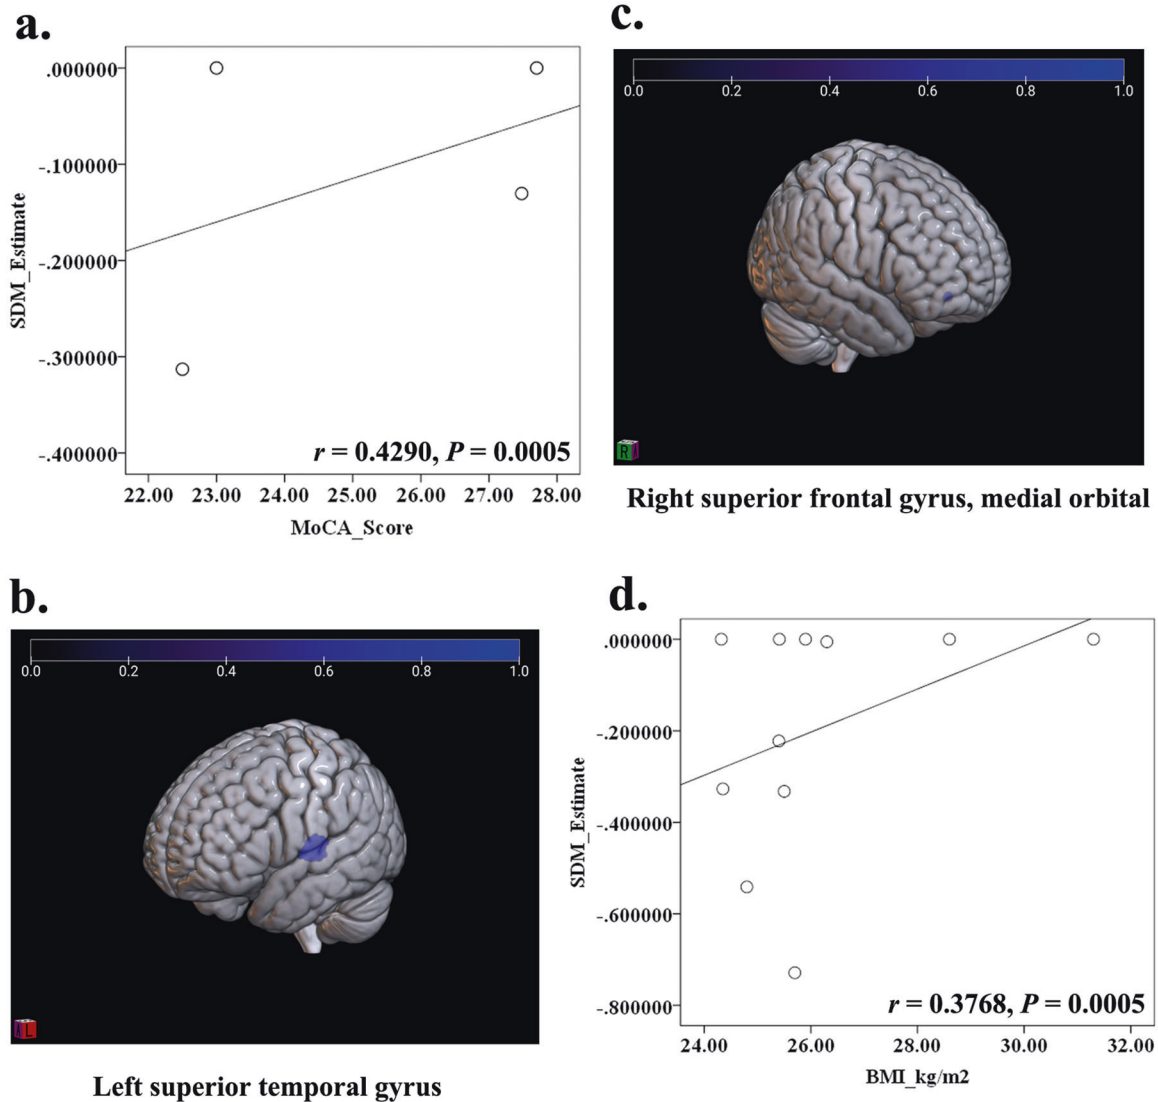 a.
.000000
-.100000
-.200000
-.300000
-.400000
SDM_Estimate
r = 0.4290, P = 0.0005
22.00 23.00 24.00 25.00 26.00 27.00 28.00
MoCA_Score
c.
0.0 0.2 0.4 0.6 0.8 1.0
R
Right superior frontal gyrus, medial orbital
b.
0.0 0.2 0.4 0.6 0.8 1.0
L
Left superior temporal gyrus
d.
.000000
-.200000
-.400000
-.600000
-.800000
SDM_Estimate
r = 0.3768, P = 0.0005
24.00 26.00 28.00 30.00 32.00
BMI_kg/m2